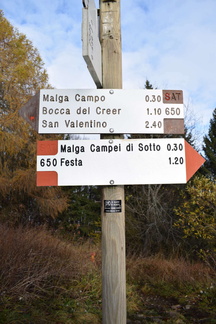 Malga Campo 0.30 SAT
Bocca del Creer 1.10 650
San Valentino 2.40
Malga Campei di Sotto 0.30
650 Festa 1.20